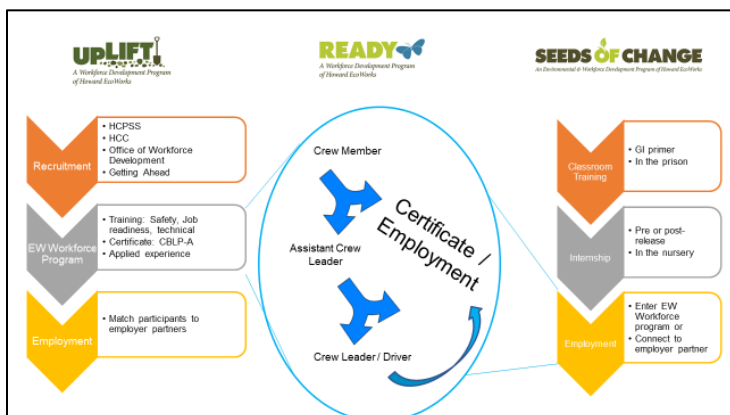 UPLIFT
A Workforce Development Program
of Howard EcoWorks
READY
A Workforce Development Program
of Howard EcoWorks
SEEDS OF CHANGE
An Environmental & Workforce Development Program of Howard EcoWorks
Recruitment
• HCPSS
• HCC
• Office of Workforce
Development
• Getting Ahead
EW Workforce
Program
• Training: Safety, Job
readiness, technical
• Certificate: CBLP-A
• Applied experience
Employment
• Match participants to
employer partners
Crew Member
Assistant Crew
Leader
Crew Leader / Driver
Certificate /
Employment
Classroom
Training
• GI primer
• In the prison
Internship
• Pre or post-
release
• In the nursery
Employment
• Enter EW
Workforce
program or
• Connect to
employer partner